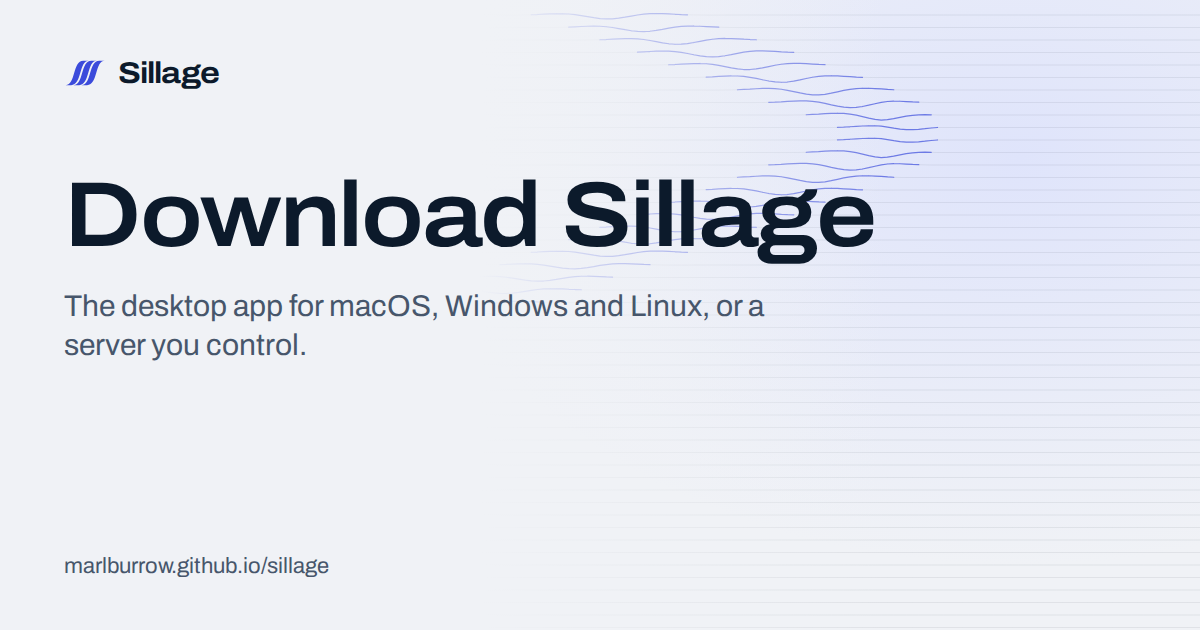 Sillage
Download Sillage
The desktop app for macOS, Windows and Linux, or a
server you control.
marlburrow.github.io/sillage